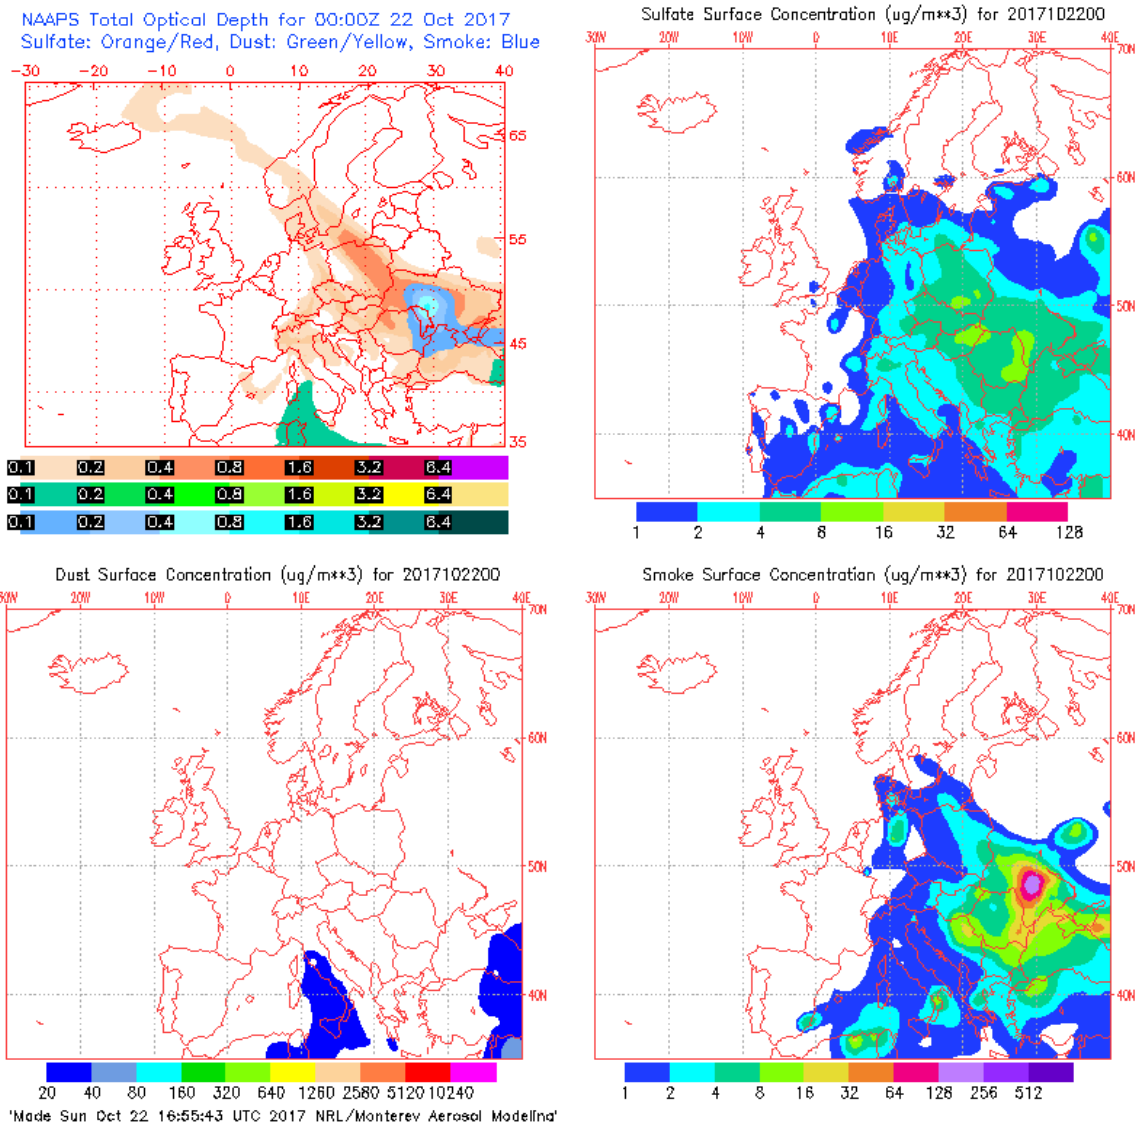 NAAPS Total Optical Depth for 00:00Z 22 Oct 2017
Sulfate: Orange/Red, Dust: Green/Yellow, Smoke: Blue
-30 -20 -10 0 10 20 30 40
65
55
45
35
0.1 0.2 0.4 0.8 1.6 3.2 6.4
0.1 0.2 0.4 0.8 1.6 3.2 6.4
0.1 0.2 0.4 0.8 1.6 3.2 6.4
Sulfate Surface Concentration (ug/m**3) for 2017102200
30W 20W 10W 0 10E 20E 30E 40E
70N
60N
50N
40N
1 2 4 8 16 32 64 128
Dust Surface Concentration (ug/m**3) for 2017102200
30W 20W 10W 0 10E 20E 30E 40E
70N
60N
50N
40N
20 40 80 160 320 640 1260 2580 5120 10240
'Made Sun Oct 22 16:55:43 UTC 2017 NRL/Monterey Aerosol Modeling'
Smoke Surface Concentration (ug/m**3) for 2017102200
30W 20W 10W 0 10E 20E 30E 40E
70N
60N
50N
40N
1 2 4 8 16 32 64 128 256 512